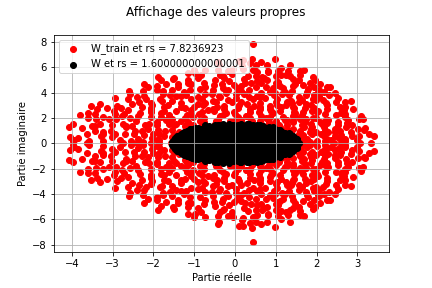 Affichage des valeurs propres
8
6
4
2
0
−2
−4
−6
−8
Partie imaginaire
W_train et rs = 7.8236923
W et rs = 1.600000000000001
−4 −3 −2 −1 0 1 2 3
Partie réelle